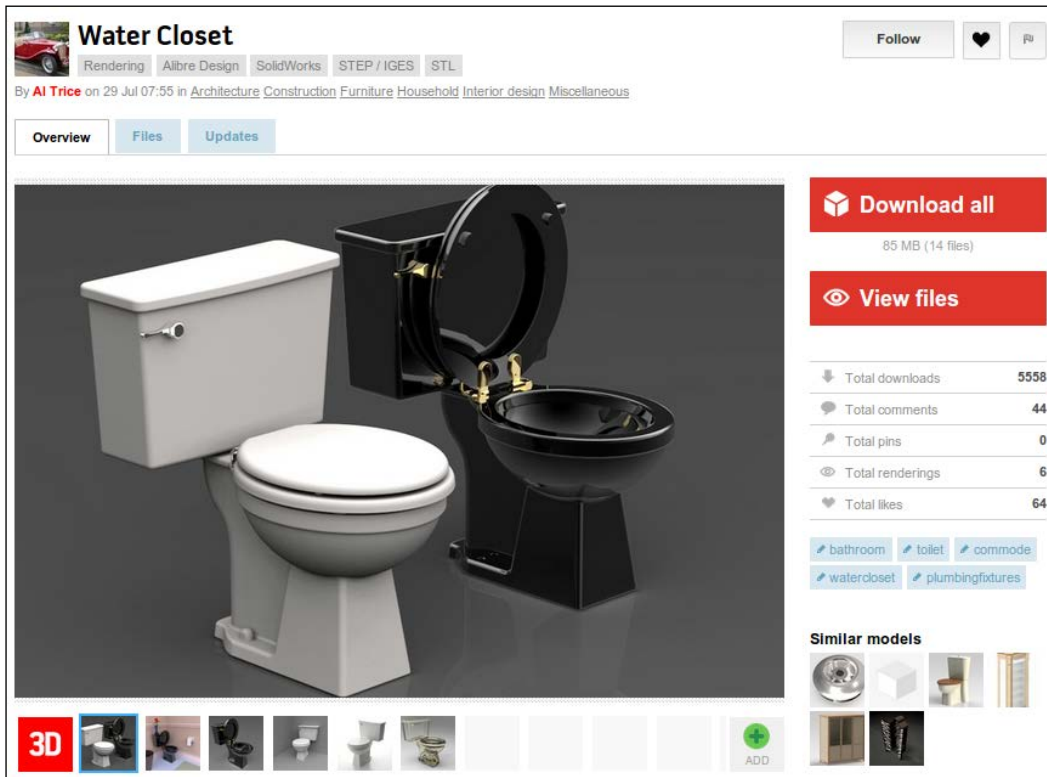 Water Closet
Follow
Rendering Alibre Design SolidWorks STEP / IGES STL
By Al Trice on 29 Jul 07:55 in Architecture Construction Furniture Household Interior design Miscellaneous
Overview Files Updates
Download all
85 MB (14 files)
View files
Total downloads 5558
Total comments 44
Total pins 0
Total renderings 6
Total likes 64
bathroom toilet commode
watercloset plumbingfixtures
Similar models
3D
ADD